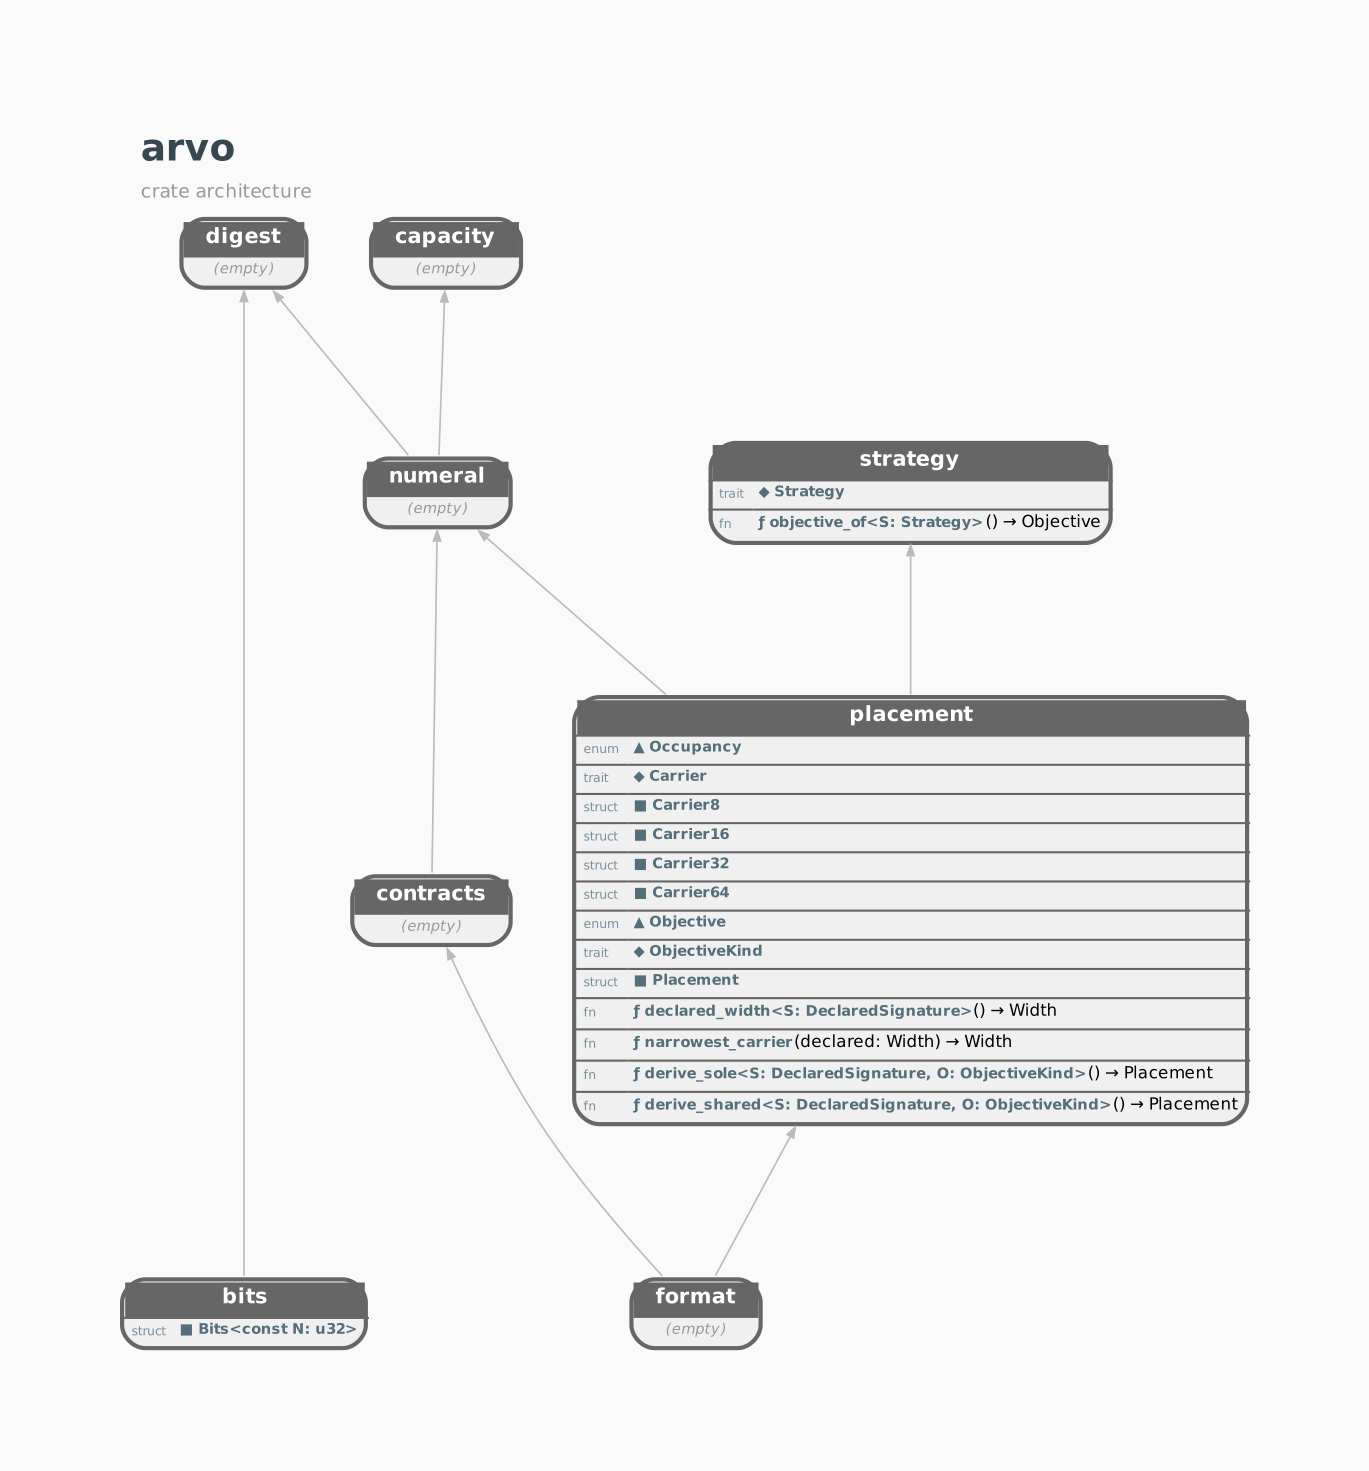 arvo
crate architecture
digest
(empty)
capacity
(empty)
numeral
(empty)
strategy
trait ◆ Strategy
fn ƒ objective_of<S: Strategy>() → Objective
placement
enum ▲ Occupancy
trait ◆ Carrier
struct ■ Carrier8
struct ■ Carrier16
struct ■ Carrier32
struct ■ Carrier64
enum ▲ Objective
trait ◆ ObjectiveKind
struct ■ Placement
fn ƒ declared_width<S: DeclaredSignature>() → Width
fn ƒ narrowest_carrier(declared: Width) → Width
fn ƒ derive_sole<S: DeclaredSignature, O: ObjectiveKind>() → Placement
fn ƒ derive_shared<S: DeclaredSignature, O: ObjectiveKind>() → Placement
contracts
(empty)
bits
struct ■ Bits<const N: u32>
format
(empty)